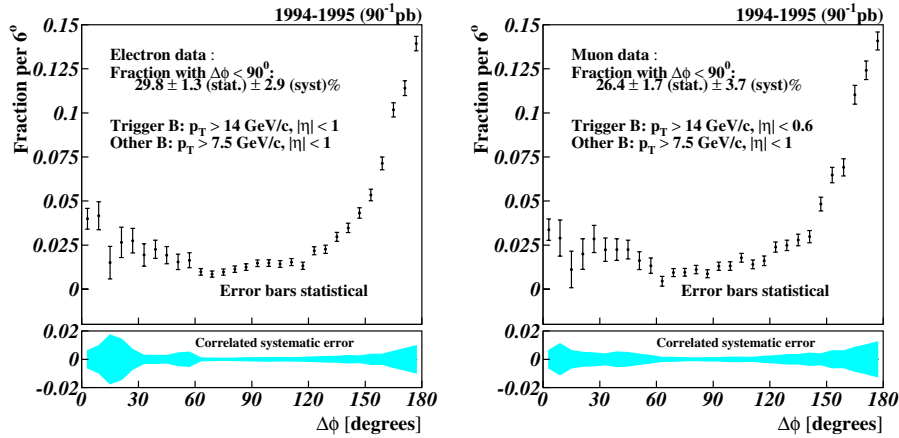 1994-1995 (90⁻¹pb)
Fraction per 6°
0.15
0.125
0.1
0.075
0.05
0.025
0
Electron data :
Fraction with Δϕ < 90⁰:
29.8 ± 1.3 (stat.) ± 2.9 (syst)%
Trigger B: p_T > 14 GeV/c, |η| < 1
Other B: p_T > 7.5 GeV/c, |η| < 1
Error bars statistical
0.02
0
-0.02
Correlated systematic error
0 30 60 90 120 150 180
Δϕ [degrees]
1994-1995 (90⁻¹pb)
Fraction per 6°
0.15
0.125
0.1
0.075
0.05
0.025
0
Muon data :
Fraction with Δϕ < 90⁰:
26.4 ± 1.7 (stat.) ± 3.7 (syst)%
Trigger B: p_T > 14 GeV/c, |η| < 0.6
Other B: p_T > 7.5 GeV/c, |η| < 1
Error bars statistical
0.02
0
-0.02
Correlated systematic error
0 30 60 90 120 150 180
Δϕ [degrees]